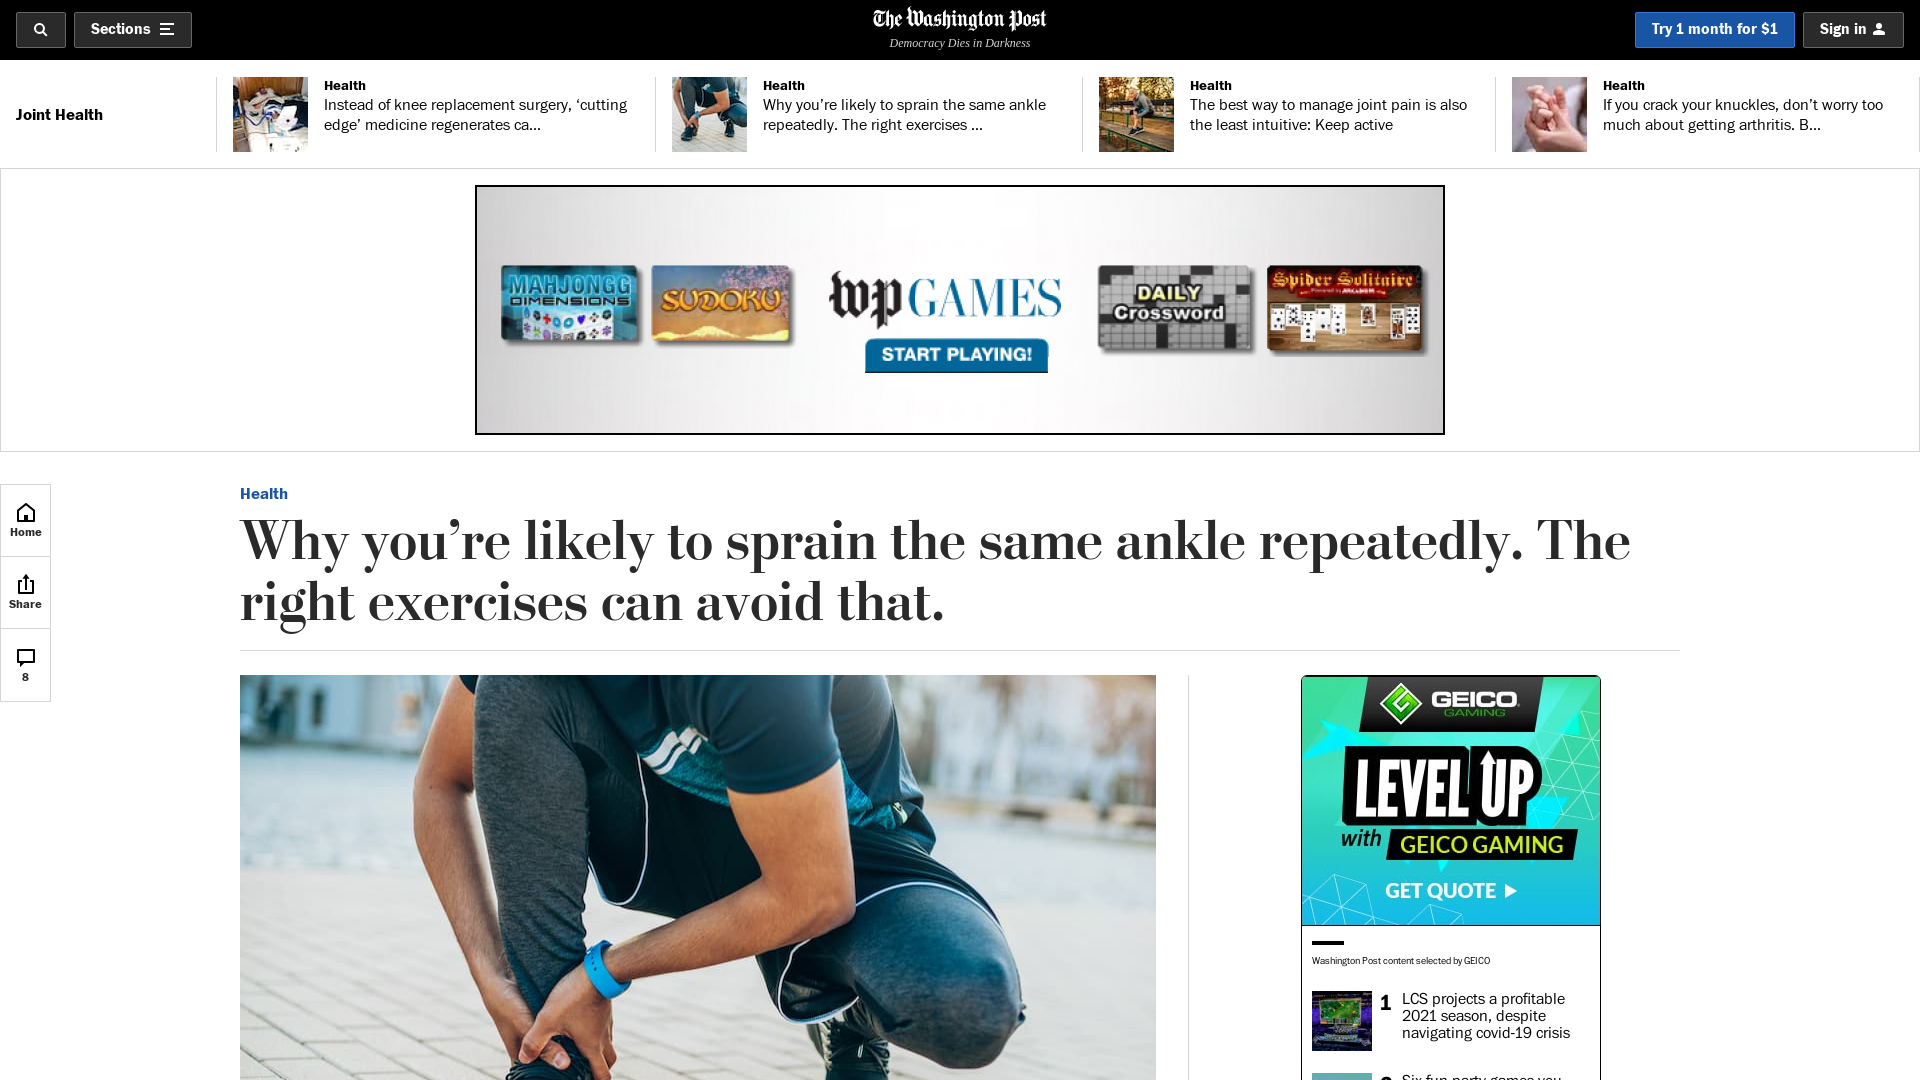 Sections
The Washington Post
Democracy Dies in Darkness
Try 1 month for $1
Sign in
Joint Health
Health
Instead of knee replacement surgery, ‘cutting
edge’ medicine regenerates ca...
Health
Why you’re likely to sprain the same ankle
repeatedly. The right exercises ...
Health
The best way to manage joint pain is also
the least intuitive: Keep active
Health
If you crack your knuckles, don’t worry too
much about getting arthritis. B...
MAHJONGG
DIMENSIONS
SUDOKU
wp GAMES
START PLAYING!
DAILY
Crossword
Spider Solitaire
Home
Share
8
Health
Why you’re likely to sprain the same ankle repeatedly. The
right exercises can avoid that.
GEICO
GAMING
LEVEL UP
with GEICO GAMING
GET QUOTE
Washington Post content selected by GEICO
1
LCS projects a profitable
2021 season, despite
navigating covid-19 crisis
Six fun party games you